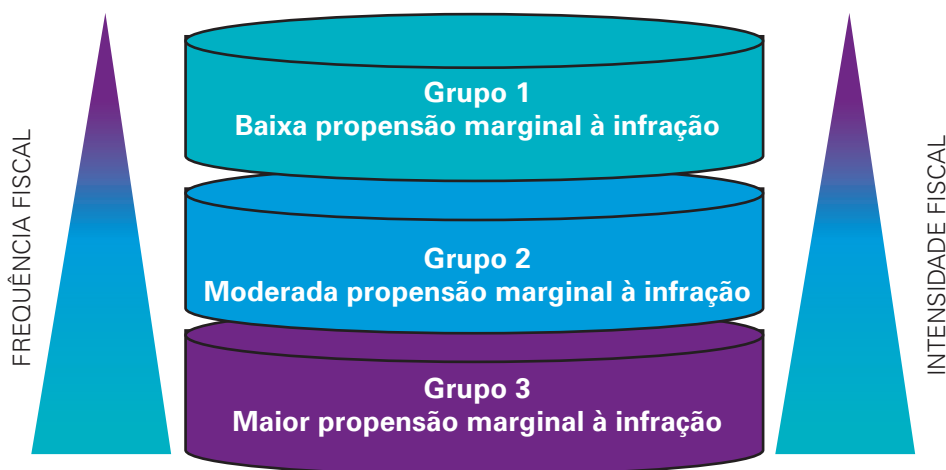 FREQUÊNCIA FISCAL
Grupo 1
Baixa propensão marginal à infração
Grupo 2
Moderada propensão marginal à infração
Grupo 3
Maior propensão marginal à infração
INTENSIDADE FISCAL